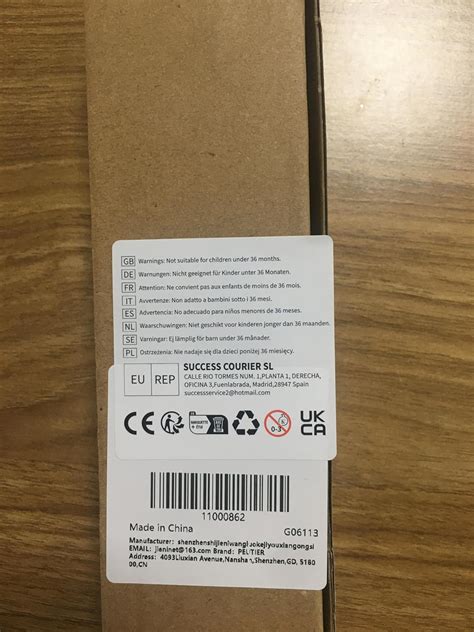 GB Warnings: Not suitable for children under 36 months.
DE Warnungen: Nicht geeignet für Kinder unter 36 Monaten.
FR Attention: Ne convient pas aux enfants de moins de 36 mois.
IT Avvertenze: Non adatto a bambini sotto i 36 mesi.
ES Advertencia: No adecuado para niños menores de 36 meses.
NL Waarschuwingen: Niet geschikt voor kinderen jonger dan 36 maanden.
SE Varningar: Ej lämplig för barn under 36 månader.
PL Ostrzeżenia: Nie nadaje się dla dzieci poniżej 36 miesięcy.
EU REP
SUCCESS COURIER SL
CALLE RIO TORMES NUM. 1,PLANTA 1, DERECHA,
OFICINA 3,Fuenlabrada, Madrid,28947 Spain
successservice2@hotmail.com
CE
0-3
UK
CA
11000862
Made in China
G06113
Manufacturer: shenzhenshijieniwangluokejiyouxiangongsi
EMAIL: jieninet@163.com Brand: PELTIER
Address: 4093Liuxian Avenue,Nanshan,Shenzhen,GD, 5180
00,CN